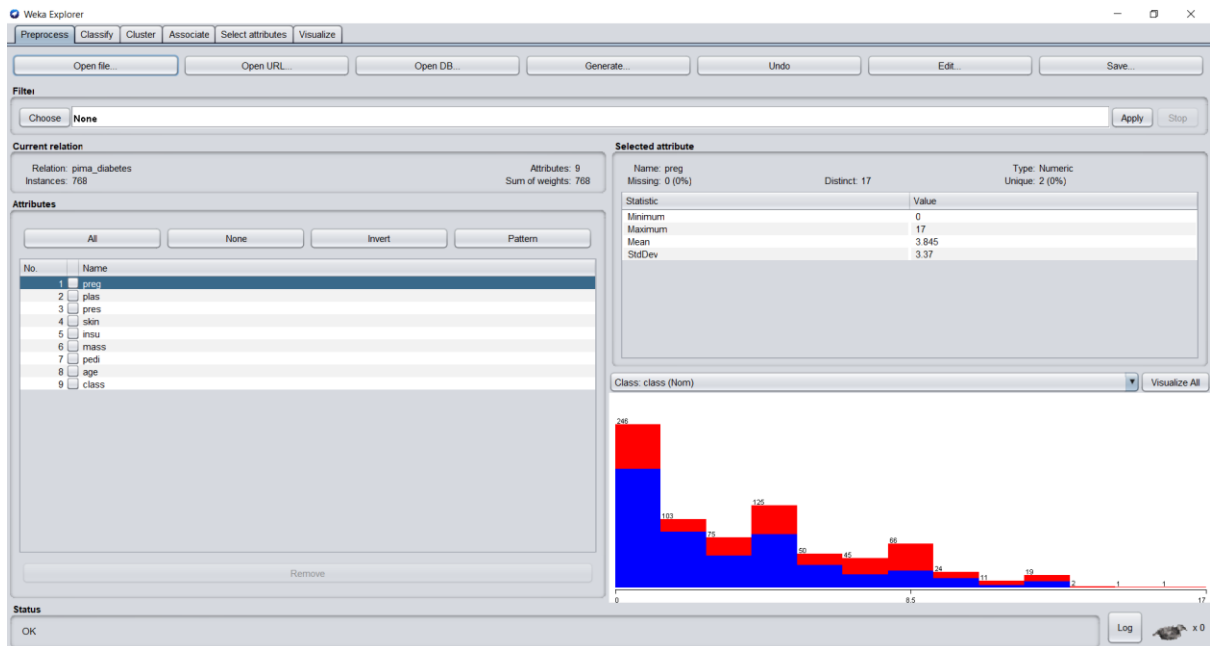 Weka Explorer
Preprocess Classify Cluster Associate Select attributes Visualize
Open file... Open URL... Open DB... Generate... Undo Edit... Save...
Filter
Choose None Apply Stop
Current relation
Relation: pima_diabetes Attributes: 9
Instances: 768 Sum of weights: 768
Attributes
All None Invert Pattern
No. Name
1 preg
2 plas
3 pres
4 skin
5 insu
6 mass
7 pedi
8 age
9 class
Remove
Selected attribute
Name: preg Type: Numeric
Missing: 0 (0%) Distinct: 17 Unique: 2 (0%)
Statistic Value
Minimum 0
Maximum 17
Mean 3.845
StdDev 3.37
Class: class (Nom) Visualize All
246
103
75
125
50
45
66
24
11
19
2
1
1
0 8.5 17
Status
OK Log x 0